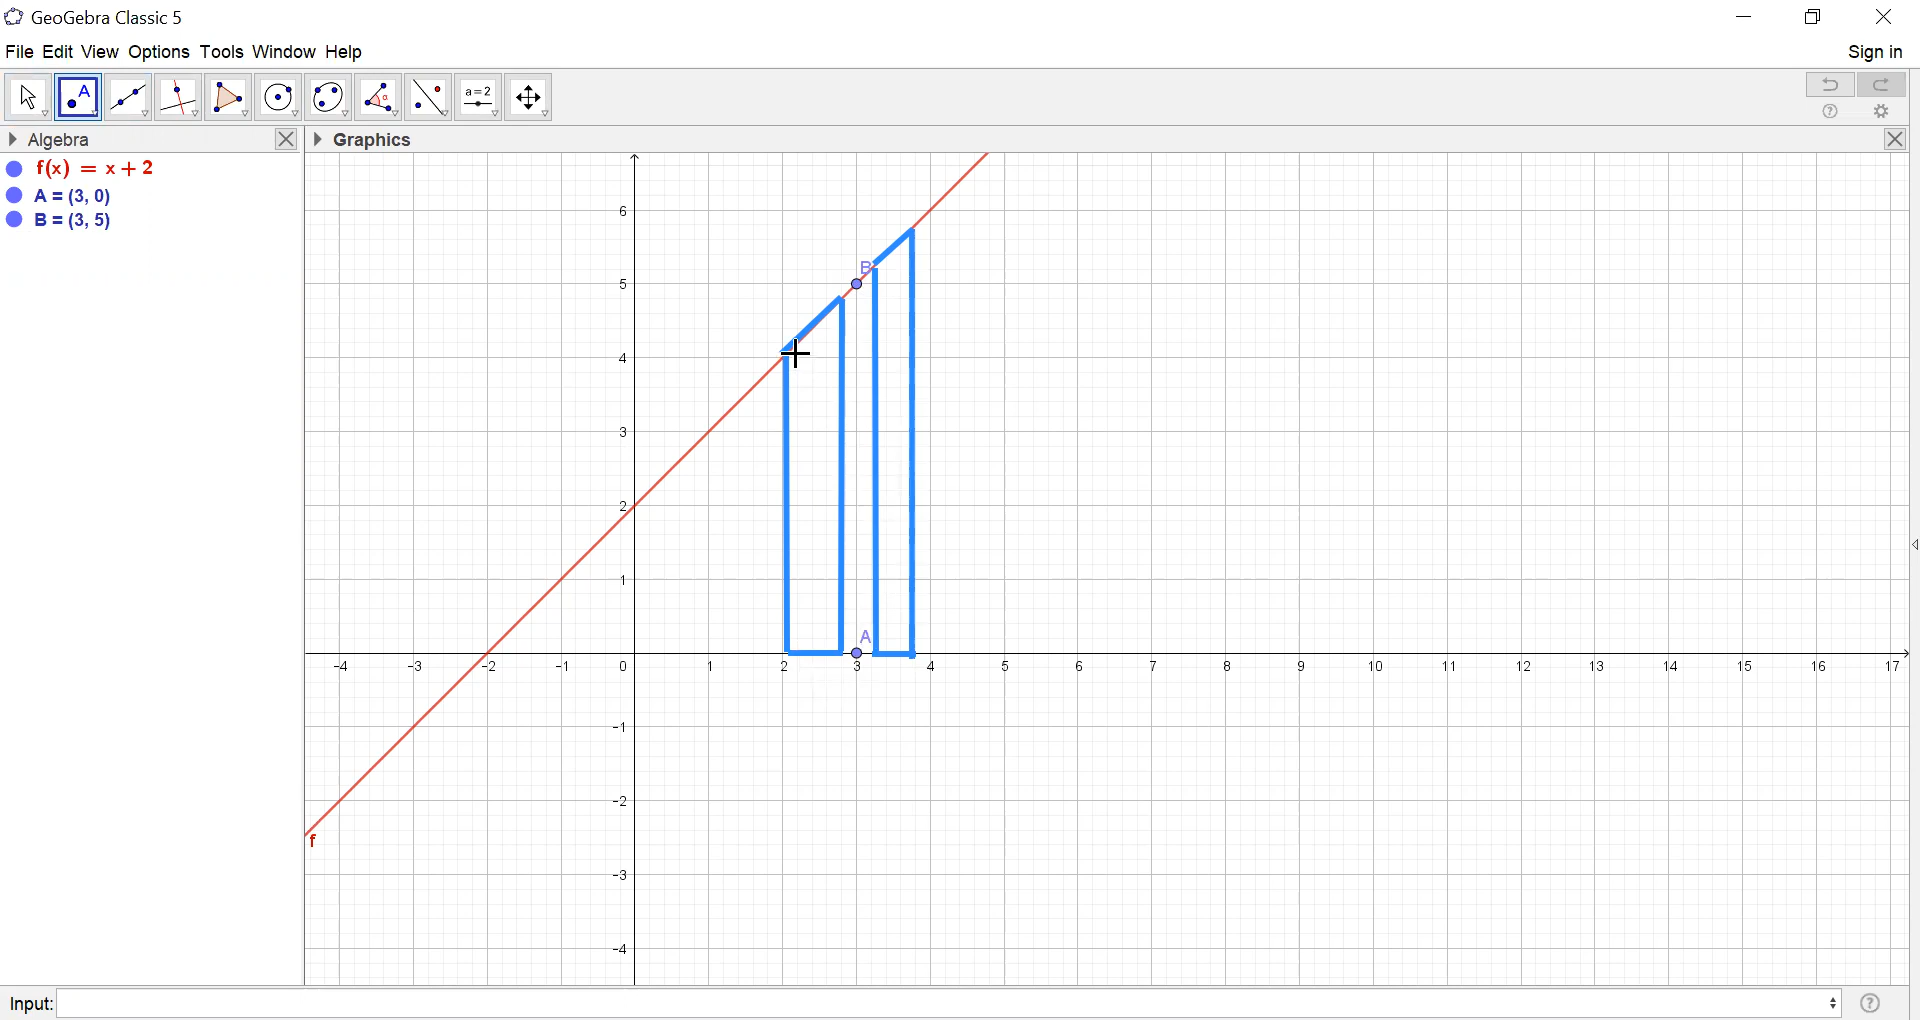 GeoGebra Classic 5
File Edit View Options Tools Window Help
Sign in
A
α
a=2
Algebra
Graphics
f(x) = x + 2
A = (3, 0)
B = (3, 5)
6
B
5
4
3
2
1
A
-4 -3 -2 -1 0 1 2 3 4 5 6 7 8 9 10 11 12 13 14 15 16 17
-1
-2
f
-3
-4
Input: